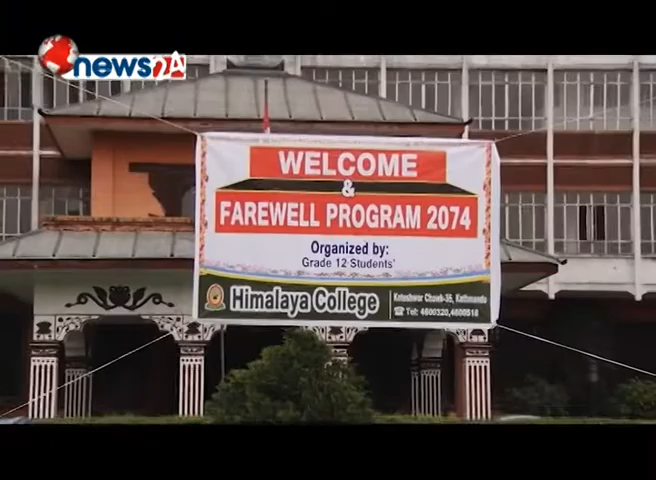 news24
WELCOME
&
FAREWELL PROGRAM 2074
Organized by:
Grade 12 Students'
Himalaya College
Koteshwor Chowk-35, Kathmandu
Tel: 4600320, 4600518